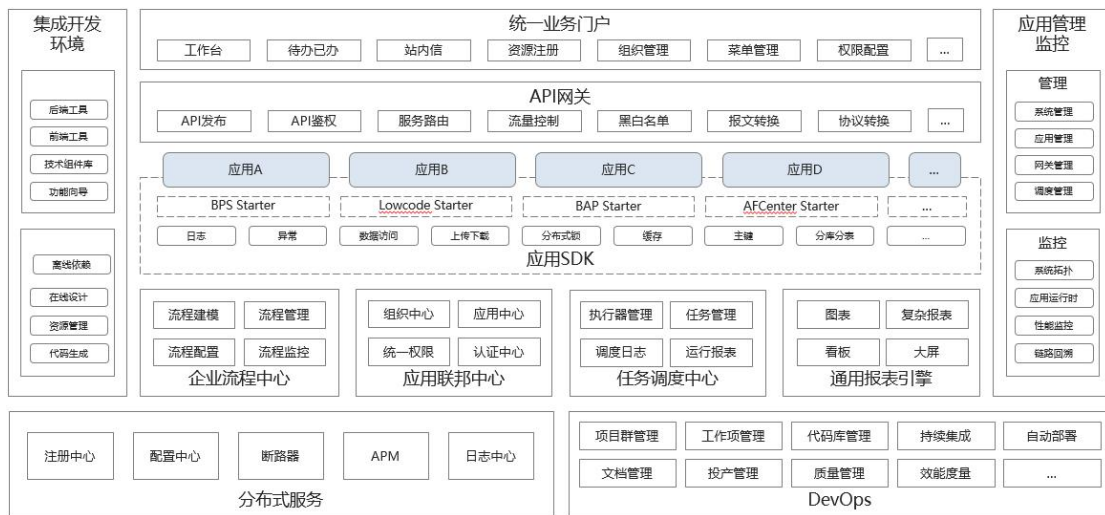 集成开发
环境
后端工具
前端工具
技术组件库
功能向导
离线依赖
在线设计
资源管理
代码生成
统一业务门户
工作台 待办已办 站内信 资源注册 组织管理 菜单管理 权限配置 ...
API网关
API发布 API鉴权 服务路由 流量控制 黑白名单 报文转换 协议转换 ...
应用A 应用B 应用C 应用D ...
BPS Starter Lowcode Starter BAP Starter AFCenter Starter ...
日志 异常 数据访问 上传下载 分布式锁 缓存 主键 分库分表 ...
应用SDK
流程建模 流程管理
流程配置 流程监控
企业流程中心
组织中心 应用中心
统一权限 认证中心
应用联邦中心
执行器管理 任务管理
调度日志 运行报表
任务调度中心
图表 复杂报表
看板 大屏
通用报表引擎
应用管理
监控
管理
系统管理
应用管理
网关管理
调度管理
监控
系统拓扑
应用运行时
性能监控
链路回溯
注册中心 配置中心 断路器 APM 日志中心
分布式服务
项目群管理 工作项管理 代码库管理 持续集成 自动部署
文档管理 投产管理 质量管理 效能度量 ...
DevOps